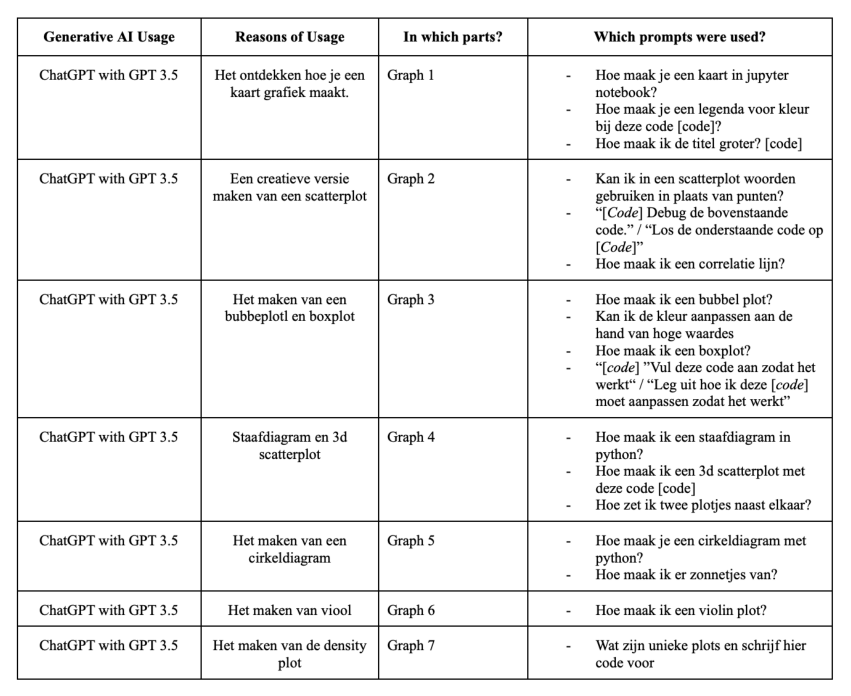 Generative AI Usage
Reasons of Usage
In which parts?
Which prompts were used?
ChatGPT with GPT 3.5
Het ontdekken hoe je een
kaart grafiek maakt.
Graph 1
- Hoe maak je een kaart in jupyter
notebook?
- Hoe maak je een legenda voor kleur
bij deze code [code]?
- Hoe maak ik de titel groter? [code]
ChatGPT with GPT 3.5
Een creatieve versie
maken van een scatterplot
Graph 2
- Kan ik in een scatterplot woorden
gebruiken in plaats van punten?
- “[Code] Debug de bovenstaande
code.” / “Los de onderstaande code op
[Code]”
- Hoe maak ik een correlatie lijn?
ChatGPT with GPT 3.5
Het maken van een
bubbeplotl en boxplot
Graph 3
- Hoe maak ik een bubbel plot?
- Kan ik de kleur aanpassen aan de
hand van hoge waardes
- Hoe maak ik een boxplot?
- “[code] ”Vul deze code aan zodat het
werkt“ / “Leg uit hoe ik deze [code]
moet aanpassen zodat het werkt”
ChatGPT with GPT 3.5
Staafdiagram en 3d
scatterplot
Graph 4
- Hoe maak ik een staafdiagram in
python?
- Hoe maak ik een 3d scatterplot met
deze code [code]
- Hoe zet ik twee plotjes naast elkaar?
ChatGPT with GPT 3.5
Het maken van een
cirkeldiagram
Graph 5
- Hoe maak je een cirkeldiagram met
python?
- Hoe maak ik er zonnetjes van?
ChatGPT with GPT 3.5
Het maken van viool
Graph 6
- Hoe maak ik een violin plot?
ChatGPT with GPT 3.5
Het maken van de density
plot
Graph 7
- Wat zijn unieke plots en schrijf hier
code voor